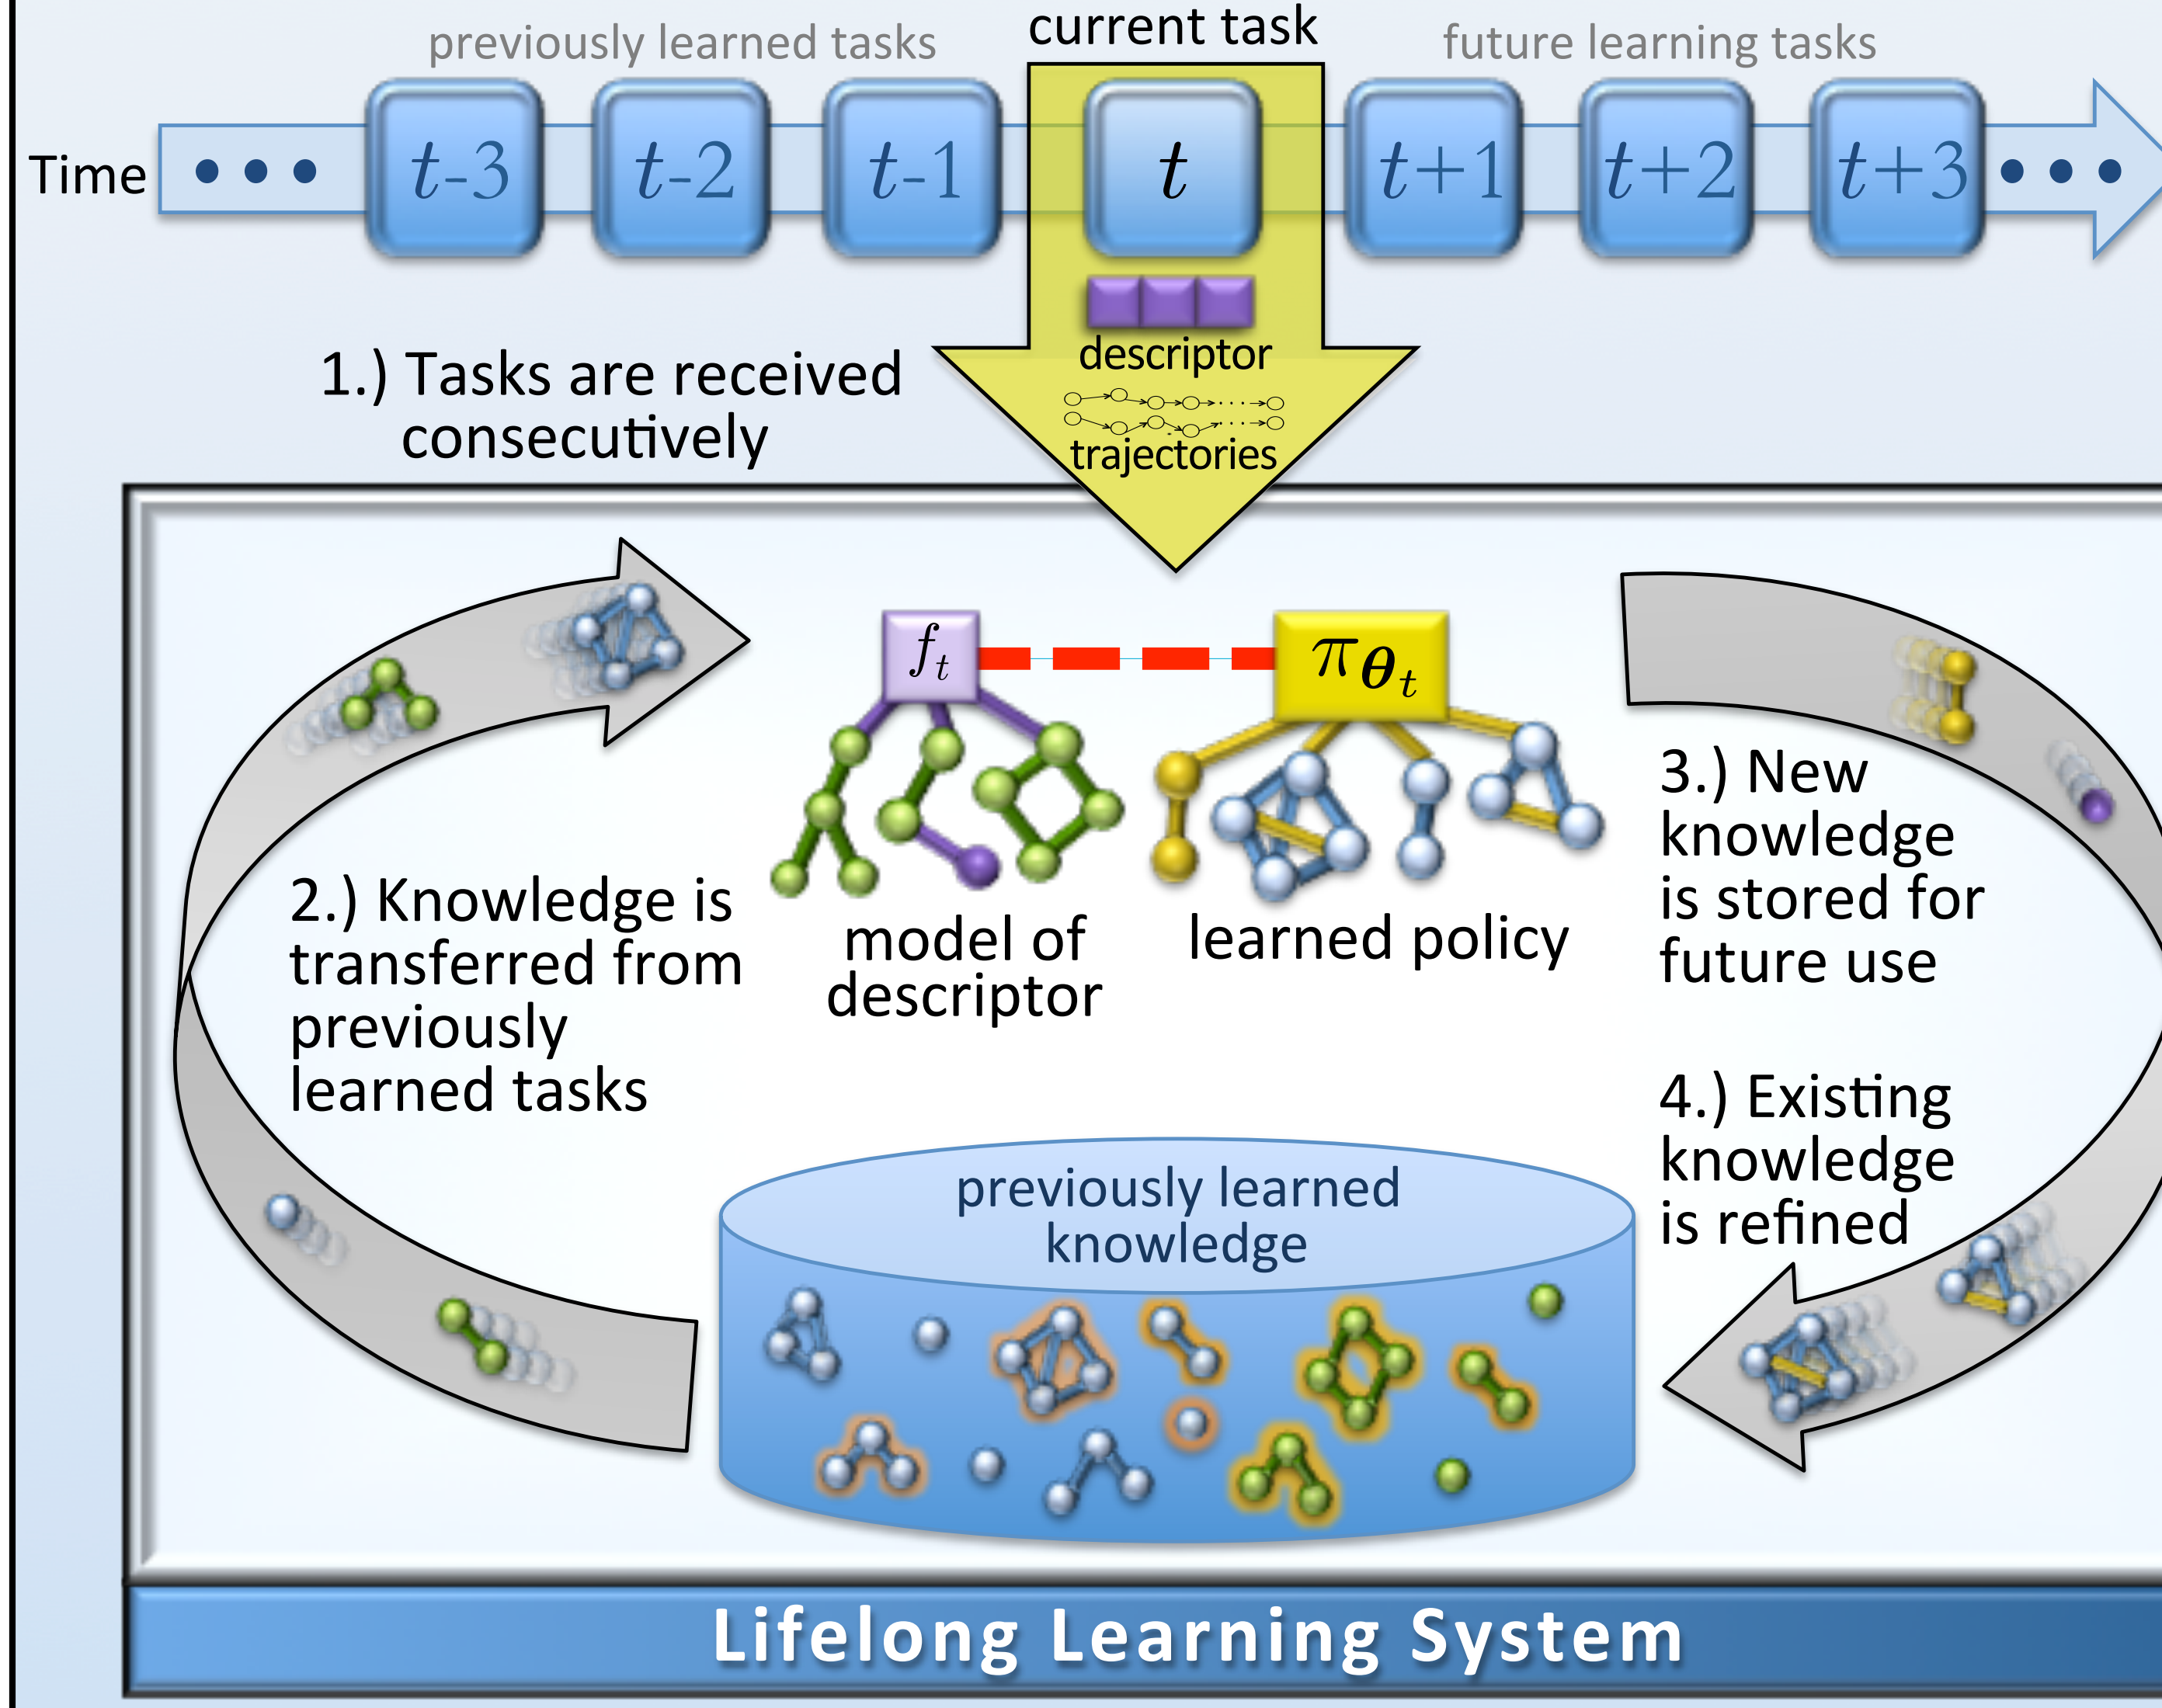 previously learned tasks
current task
future learning tasks
Time
t-3
t-2
t-1
t
t+1
t+2
t+3
descriptor
trajectories
1.) Tasks are received
consecutively
f_t
π_θ_t
model of
descriptor
learned policy
2.) Knowledge is
transferred from
previously
learned tasks
3.) New
knowledge
is stored for
future use
4.) Existing
knowledge
is refined
previously learned
knowledge
Lifelong Learning System